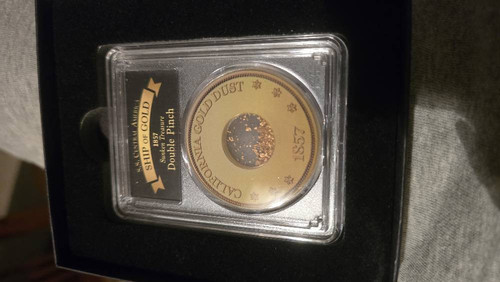 S.S. CENTRAL AMERICA
SHIP OF GOLD
1857
Sunken Treasure
Double Pinch
CALIFORNIA GOLD DUST
1857